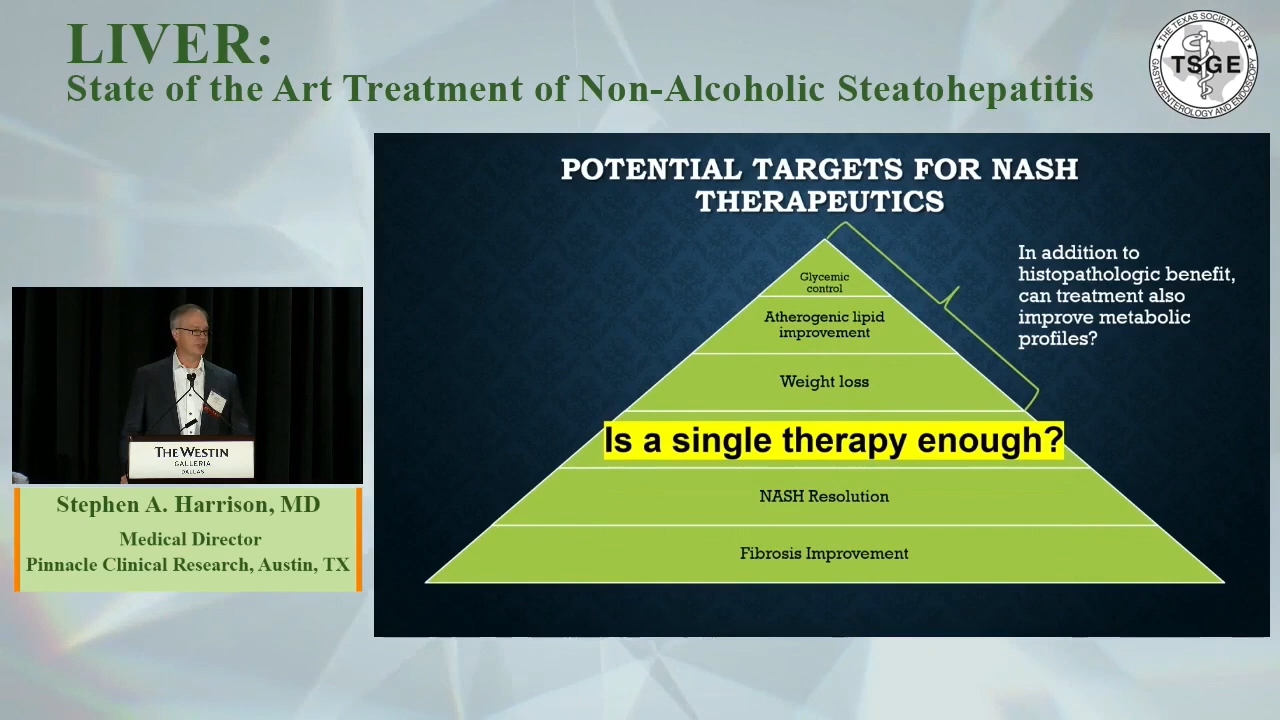 LIVER:
State of the Art Treatment of Non-Alcoholic Steatohepatitis
THE TEXAS SOCIETY FOR
GASTROENTEROLOGY AND ENDOSCOPY
TSGE
POTENTIAL TARGETS FOR NASH
THERAPEUTICS
Glycemic
control
Atherogenic lipid
improvement
Weight loss
Is a single therapy enough?
NASH Resolution
Fibrosis Improvement
In addition to
histopathologic benefit,
can treatment also
improve metabolic
profiles?
THE WESTIN
GALLERIA
DALLAS
Stephen A. Harrison, MD
Medical Director
Pinnacle Clinical Research, Austin, TX